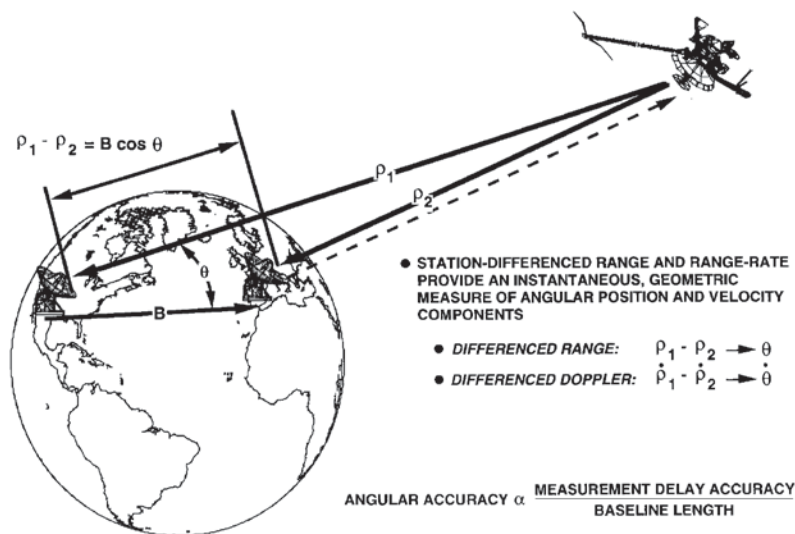 ρ₁ - ρ₂ = B cos θ
ρ₁
ρ₂
θ
B
● STATION-DIFFERENCED RANGE AND RANGE-RATE
PROVIDE AN INSTANTANEOUS, GEOMETRIC
MEASURE OF ANGULAR POSITION AND VELOCITY
COMPONENTS
● DIFFERENCED RANGE: ρ₁ - ρ₂ → θ
● DIFFERENCED DOPPLER: ρ̇₁ - ρ̇₂ → θ̇
ANGULAR ACCURACY α MEASUREMENT DELAY ACCURACY
BASELINE LENGTH